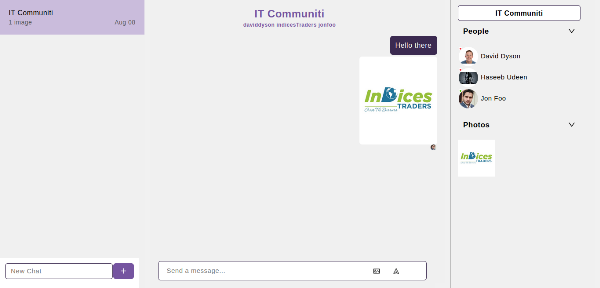 IT Communiti
1 image Aug 08
New Chat
+
IT Communiti
daviddyson indicesTraders jonfoo
Hello there
InDices
TRADERS
Send a message...
IT Communiti
People
David Dyson
Haseeb Udeen
Jon Foo
Photos
InDices
TRADERS